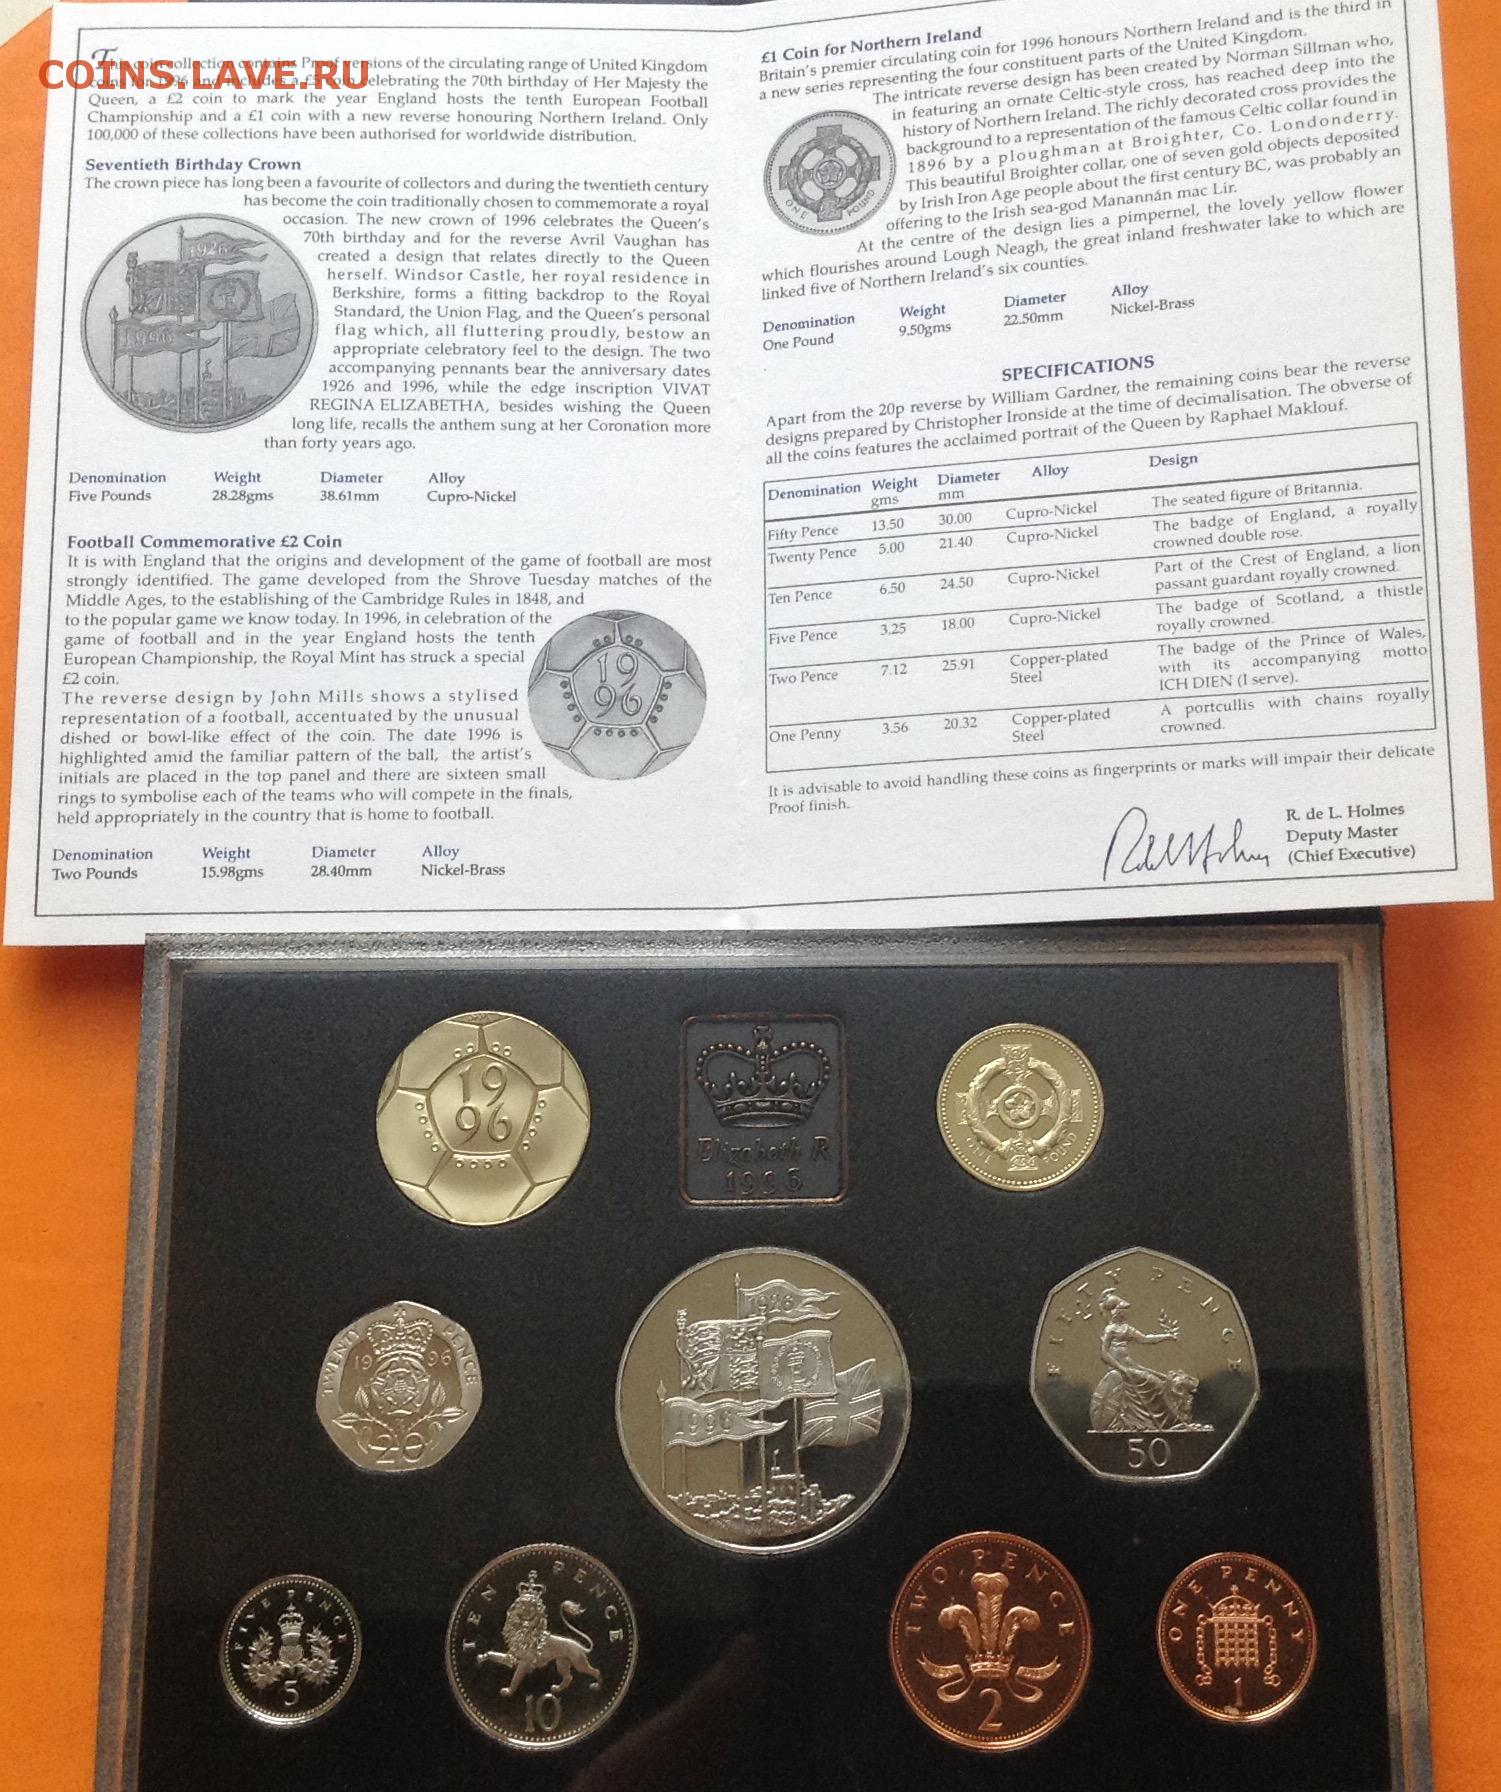 COINS.LAVE.RU
This coin collection contains Proof versions of the circulating range of United Kingdom
coins for 1996 and includes a £5 coin celebrating the 70th birthday of Her Majesty the
Queen, a £2 coin to mark the year England hosts the tenth European Football
Championship and a £1 coin with a new reverse honouring Northern Ireland. Only
100,000 of these collections have been authorised for worldwide distribution.
Seventieth Birthday Crown
The crown piece has long been a favourite of collectors and during the twentieth century
has become the coin traditionally chosen to commemorate a royal
occasion. The new crown of 1996 celebrates the Queen's
70th birthday and for the reverse Avril Vaughan has
created a design that relates directly to the Queen
herself. Windsor Castle, her royal residence in
Berkshire, forms a fitting backdrop to the Royal
Standard, the Union Flag, and the Queen's personal
flag which, all fluttering proudly, bestow an
appropriate celebratory feel to the design. The two
accompanying pennants bear the anniversary dates
1926 and 1996, while the edge inscription VIVAT
REGINA ELIZABETHA, besides wishing the Queen
long life, recalls the anthem sung at her Coronation more
than forty years ago.
1926
1996
Denomination Weight Diameter Alloy
Five Pounds 28.28gms 38.61mm Cupro-Nickel
Football Commemorative £2 Coin
It is with England that the origins and development of the game of football are most
strongly identified. The game developed from the Shrove Tuesday matches of the
Middle Ages, to the establishing of the Cambridge Rules in 1848, and
to the popular game we know today. In 1996, in celebration of the
game of football and in the year England hosts the tenth
European Championship, the Royal Mint has struck a special
£2 coin.
The reverse design by John Mills shows a stylised
representation of a football, accentuated by the unusual
dished or bowl-like effect of the coin. The date 1996 is
highlighted amid the familiar pattern of the ball, the artist's
initials are placed in the top panel and there are sixteen small
rings to symbolise each of the teams who will compete in the finals,
held appropriately in the country that is home to football.
19
96
Denomination Weight Diameter Alloy
Two Pounds 15.98gms 28.40mm Nickel-Brass
£1 Coin for Northern Ireland
Britain's premier circulating coin for 1996 honours Northern Ireland and is the third in
a new series representing the four constituent parts of the United Kingdom.
The intricate reverse design has been created by Norman Sillman who,
in featuring an ornate Celtic-style cross, has reached deep into the
history of Northern Ireland. The richly decorated cross provides the
background to a representation of the famous Celtic collar found in
1896 by a ploughman at Broighter, Co. Londonderry.
This beautiful Broighter collar, one of seven gold objects deposited
by Irish Iron Age people about the first century BC, was probably an
offering to the Irish sea-god Manannán mac Lir.
At the centre of the design lies a pimpernel, the lovely yellow flower
which flourishes around Lough Neagh, the great inland freshwater lake to which are
linked five of Northern Ireland's six counties.
ONE POUND
Denomination Weight Diameter Alloy
One Pound 9.50gms 22.50mm Nickel-Brass
SPECIFICATIONS
Apart from the 20p reverse by William Gardner, the remaining coins bear the reverse
designs prepared by Christopher Ironside at the time of decimalisation. The obverse of
all the coins features the acclaimed portrait of the Queen by Raphael Maklouf.
Denomination Weight Diameter Alloy Design
gms mm
Fifty Pence 13.50 30.00 Cupro-Nickel The seated figure of Britannia.
Twenty Pence 5.00 21.40 Cupro-Nickel The badge of England, a royally
crowned double rose.
Ten Pence 6.50 24.50 Cupro-Nickel Part of the Crest of England, a lion
passant guardant royally crowned.
Five Pence 3.25 18.00 Cupro-Nickel The badge of Scotland, a thistle
royally crowned.
Two Pence 7.12 25.91 Copper-plated The badge of the Prince of Wales,
Steel with its accompanying motto
ICH DIEN (I serve).
One Penny 3.56 20.32 Copper-plated A portcullis with chains royally
Steel crowned.
It is advisable to avoid handling these coins as fingerprints or marks will impair their delicate
Proof finish.
R. de L. Holmes
Deputy Master
(Chief Executive)
19
96
Elizabeth R
1996
ONE POUND
TWENTY PENCE
1996
20
1926
1996
FIFTY PENCE
50
FIVE PENCE
5
TEN PENCE
10
TWO PENCE
2
ONE PENNY
1